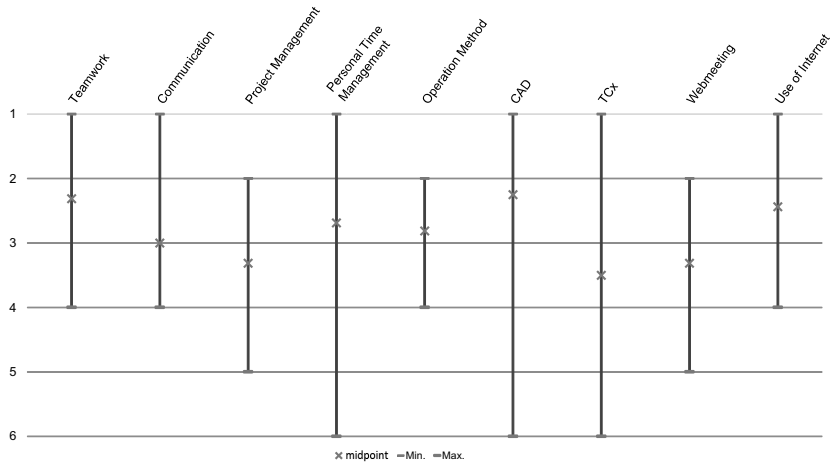 Teamwork
Communication
Project Management
Personal Time
Management
Operation Method
CAD
TCx
Webmeeting
Use of Internet
1
2
3
4
5
6
midpoint Min. Max.